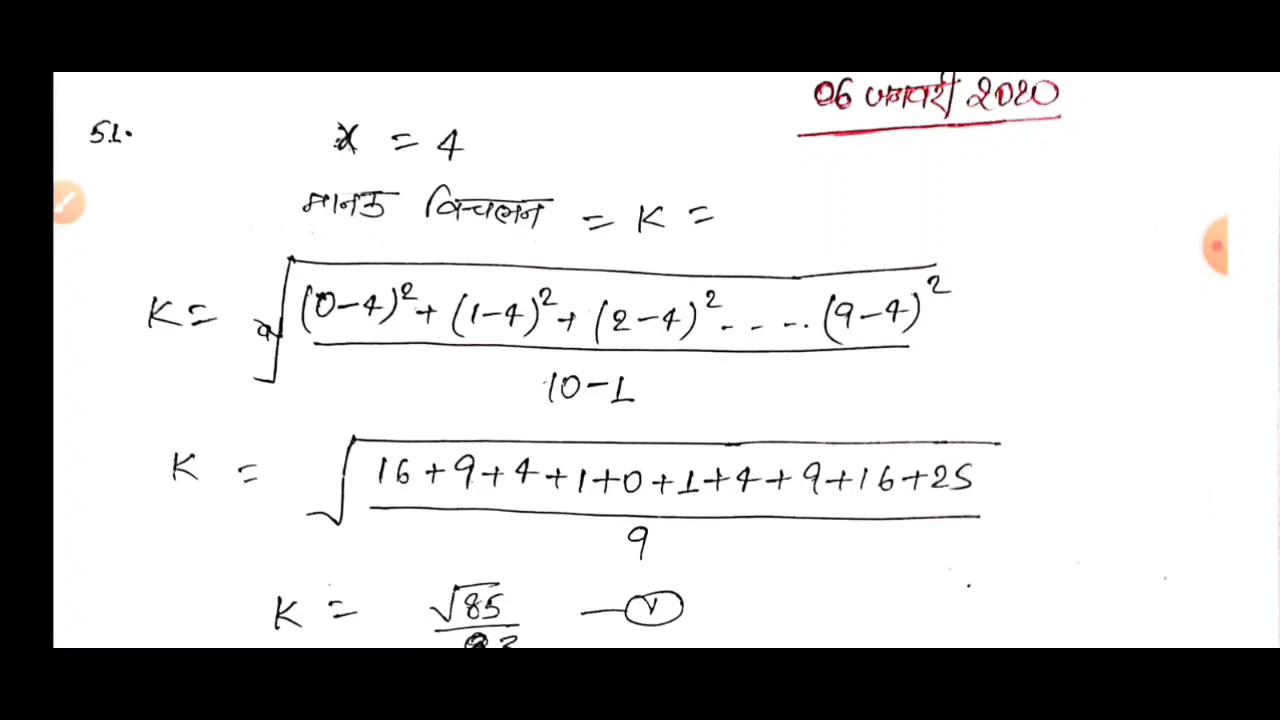 06 जनवरी 2020
51. x = 4
मानक विचलन = K =
K = √((0-4)² + (1-4)² + (2-4)² - - - - . (9-4)²) / 10-1
K = √(16+9+4+1+0+1+4+9+16+25) / 9
K = √85 /